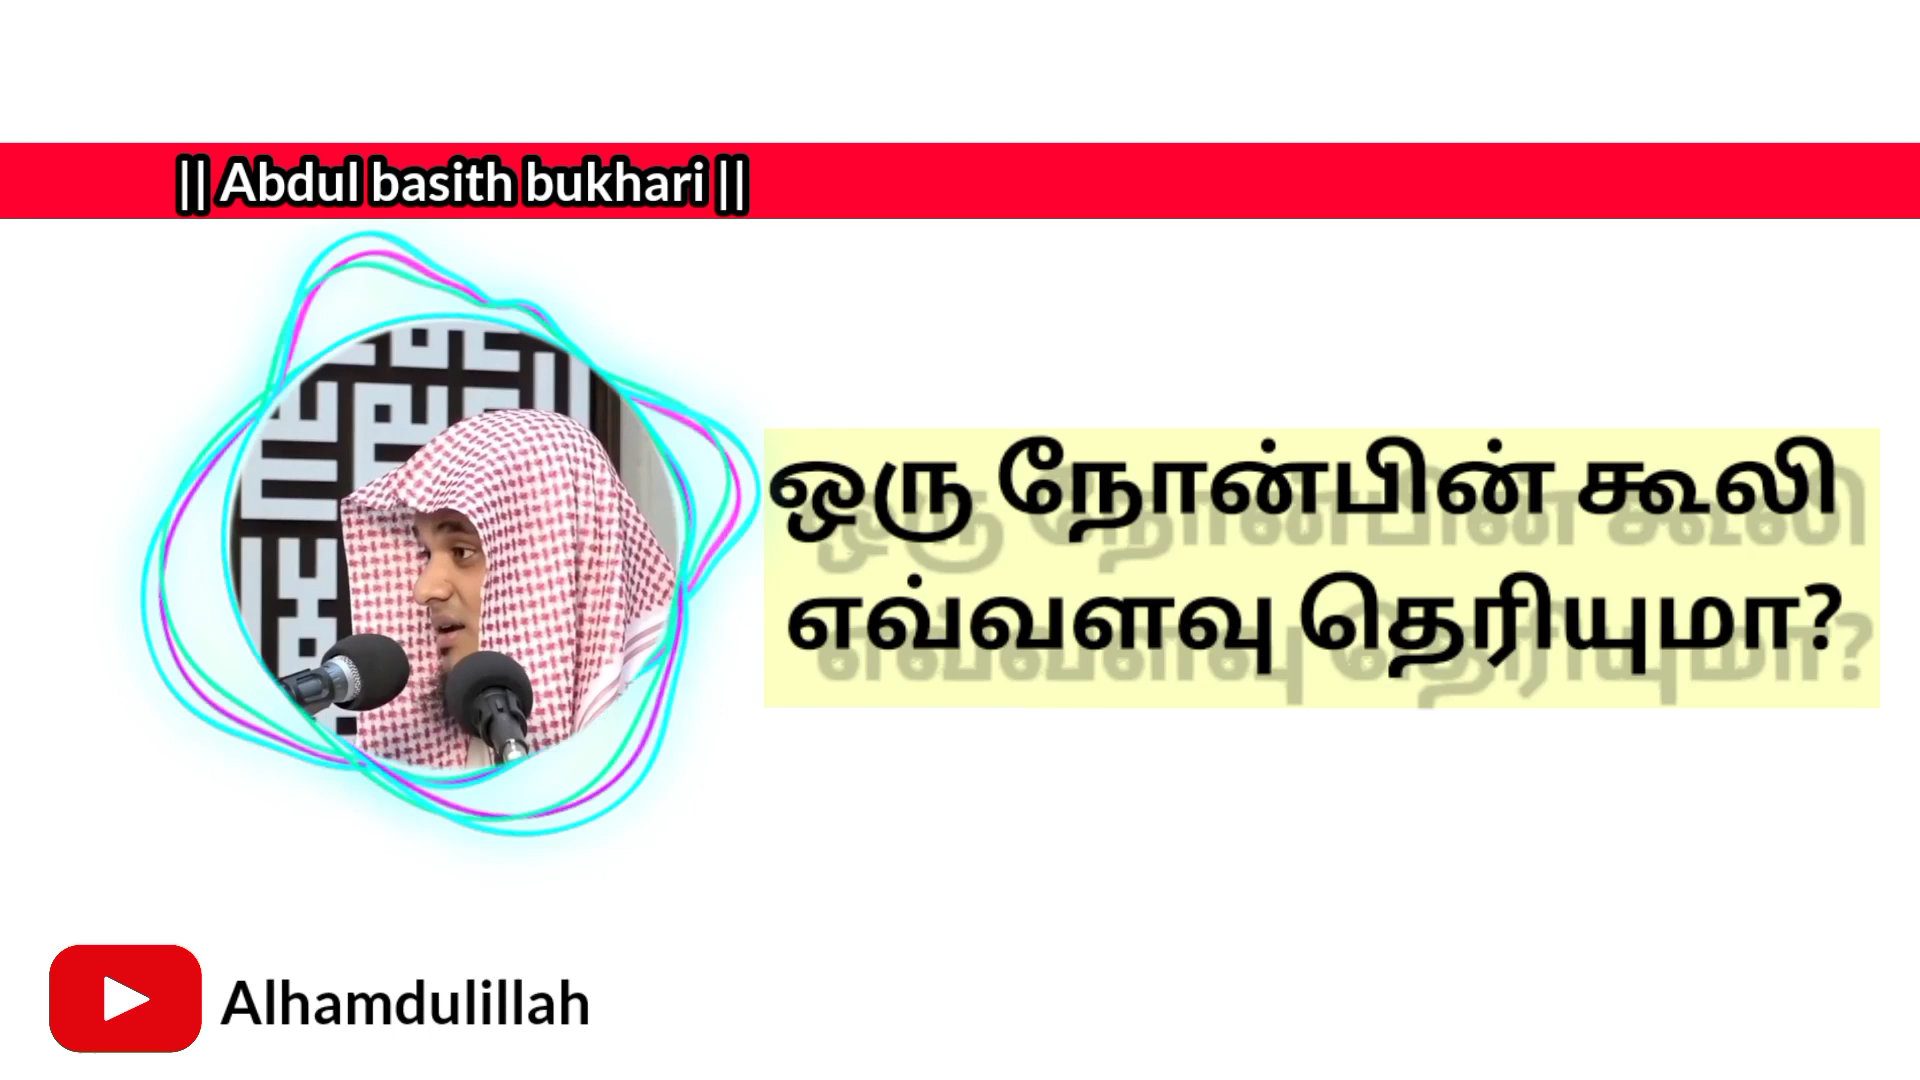 || Abdul basith bukhari ||
ஒரு நோன்பின் கூலி
எவ்வளவு தெரியுமா?
Alhamdulillah